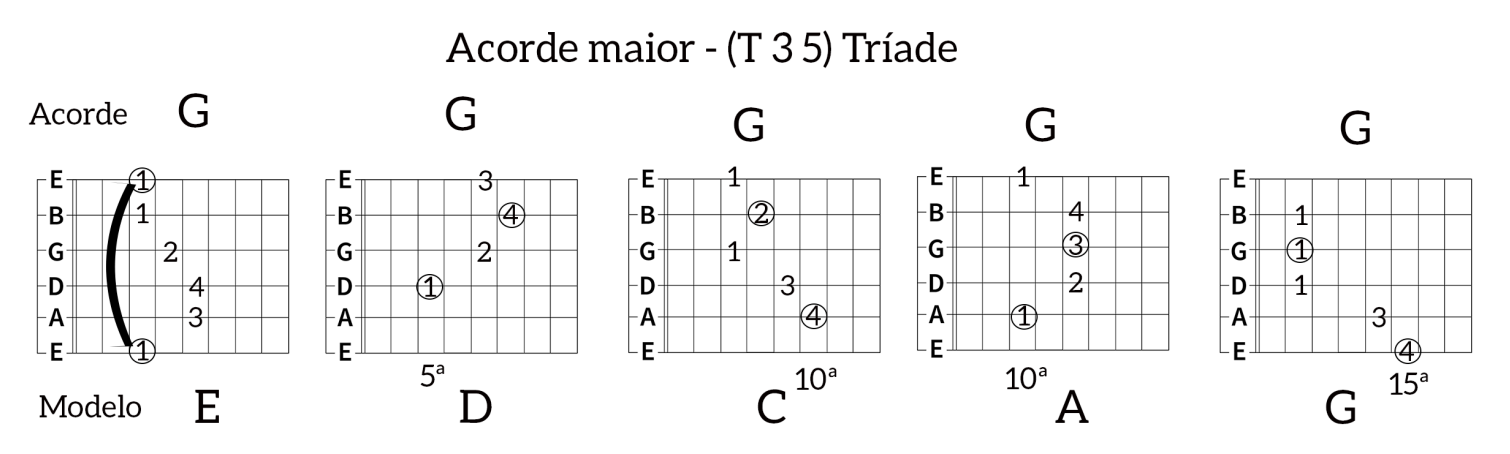 Acorde maior - (T 3 5) Tríade
Acorde G G G G G
E 1 E 3 E 1 E 1 E
B 1 B 4 B 2 B 4 B 1
G 2 G 2 G 1 G 3 G 1
D 4 D 1 D 3 D 2 D 1
A 3 A A 4 A 1 A 3
E 1 E E E E 4
5ª 10ª 10ª 15ª
Modelo E D C A G